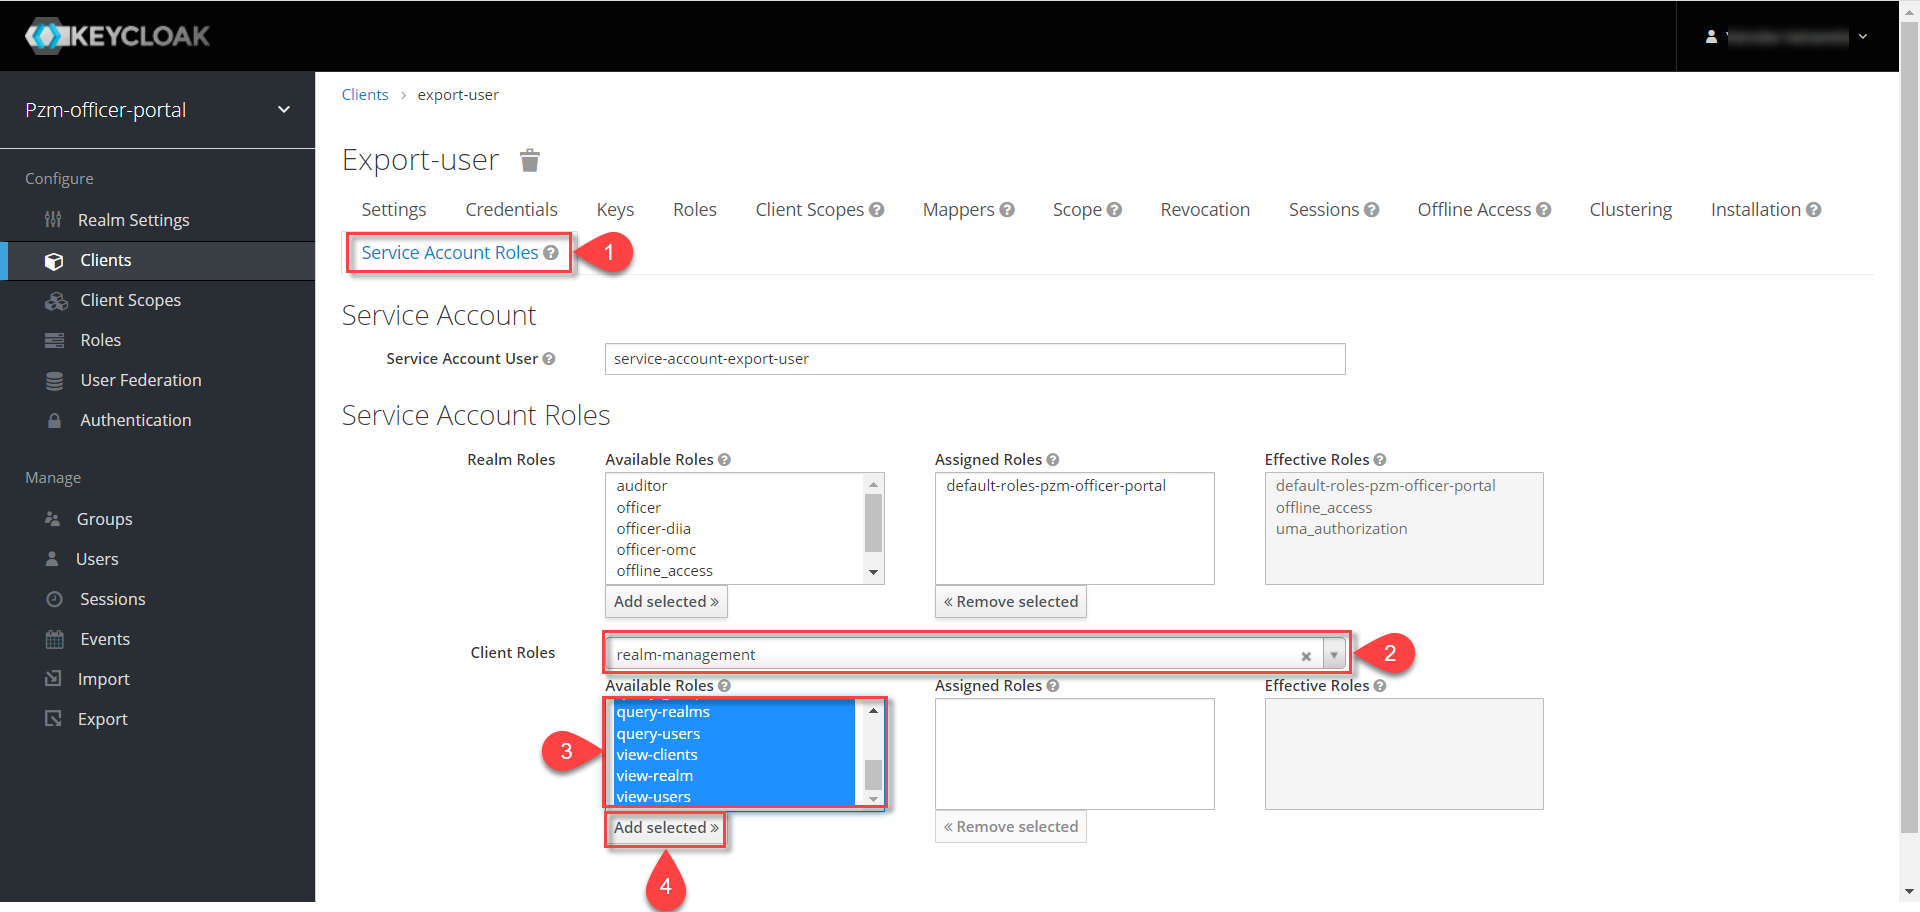 KEYCLOAK
Pzm-officer-portal
Configure
Realm Settings
Clients
Client Scopes
Roles
User Federation
Authentication
Manage
Groups
Users
Sessions
Events
Import
Export
Clients > export-user
Export-user
Settings Credentials Keys Roles Client Scopes Mappers Scope Revocation Sessions Offline Access Clustering Installation
Service Account Roles
1
Service Account
Service Account User service-account-export-user
Service Account Roles
Realm Roles Available Roles Assigned Roles Effective Roles
auditor
officer
officer-diia
officer-omc
offline_access
default-roles-pzm-officer-portal
default-roles-pzm-officer-portal
offline_access
uma_authorization
Add selected » « Remove selected
Client Roles realm-management
2
Available Roles Assigned Roles Effective Roles
query-realms
query-users
view-clients
view-realm
view-users
3
Add selected » « Remove selected
4